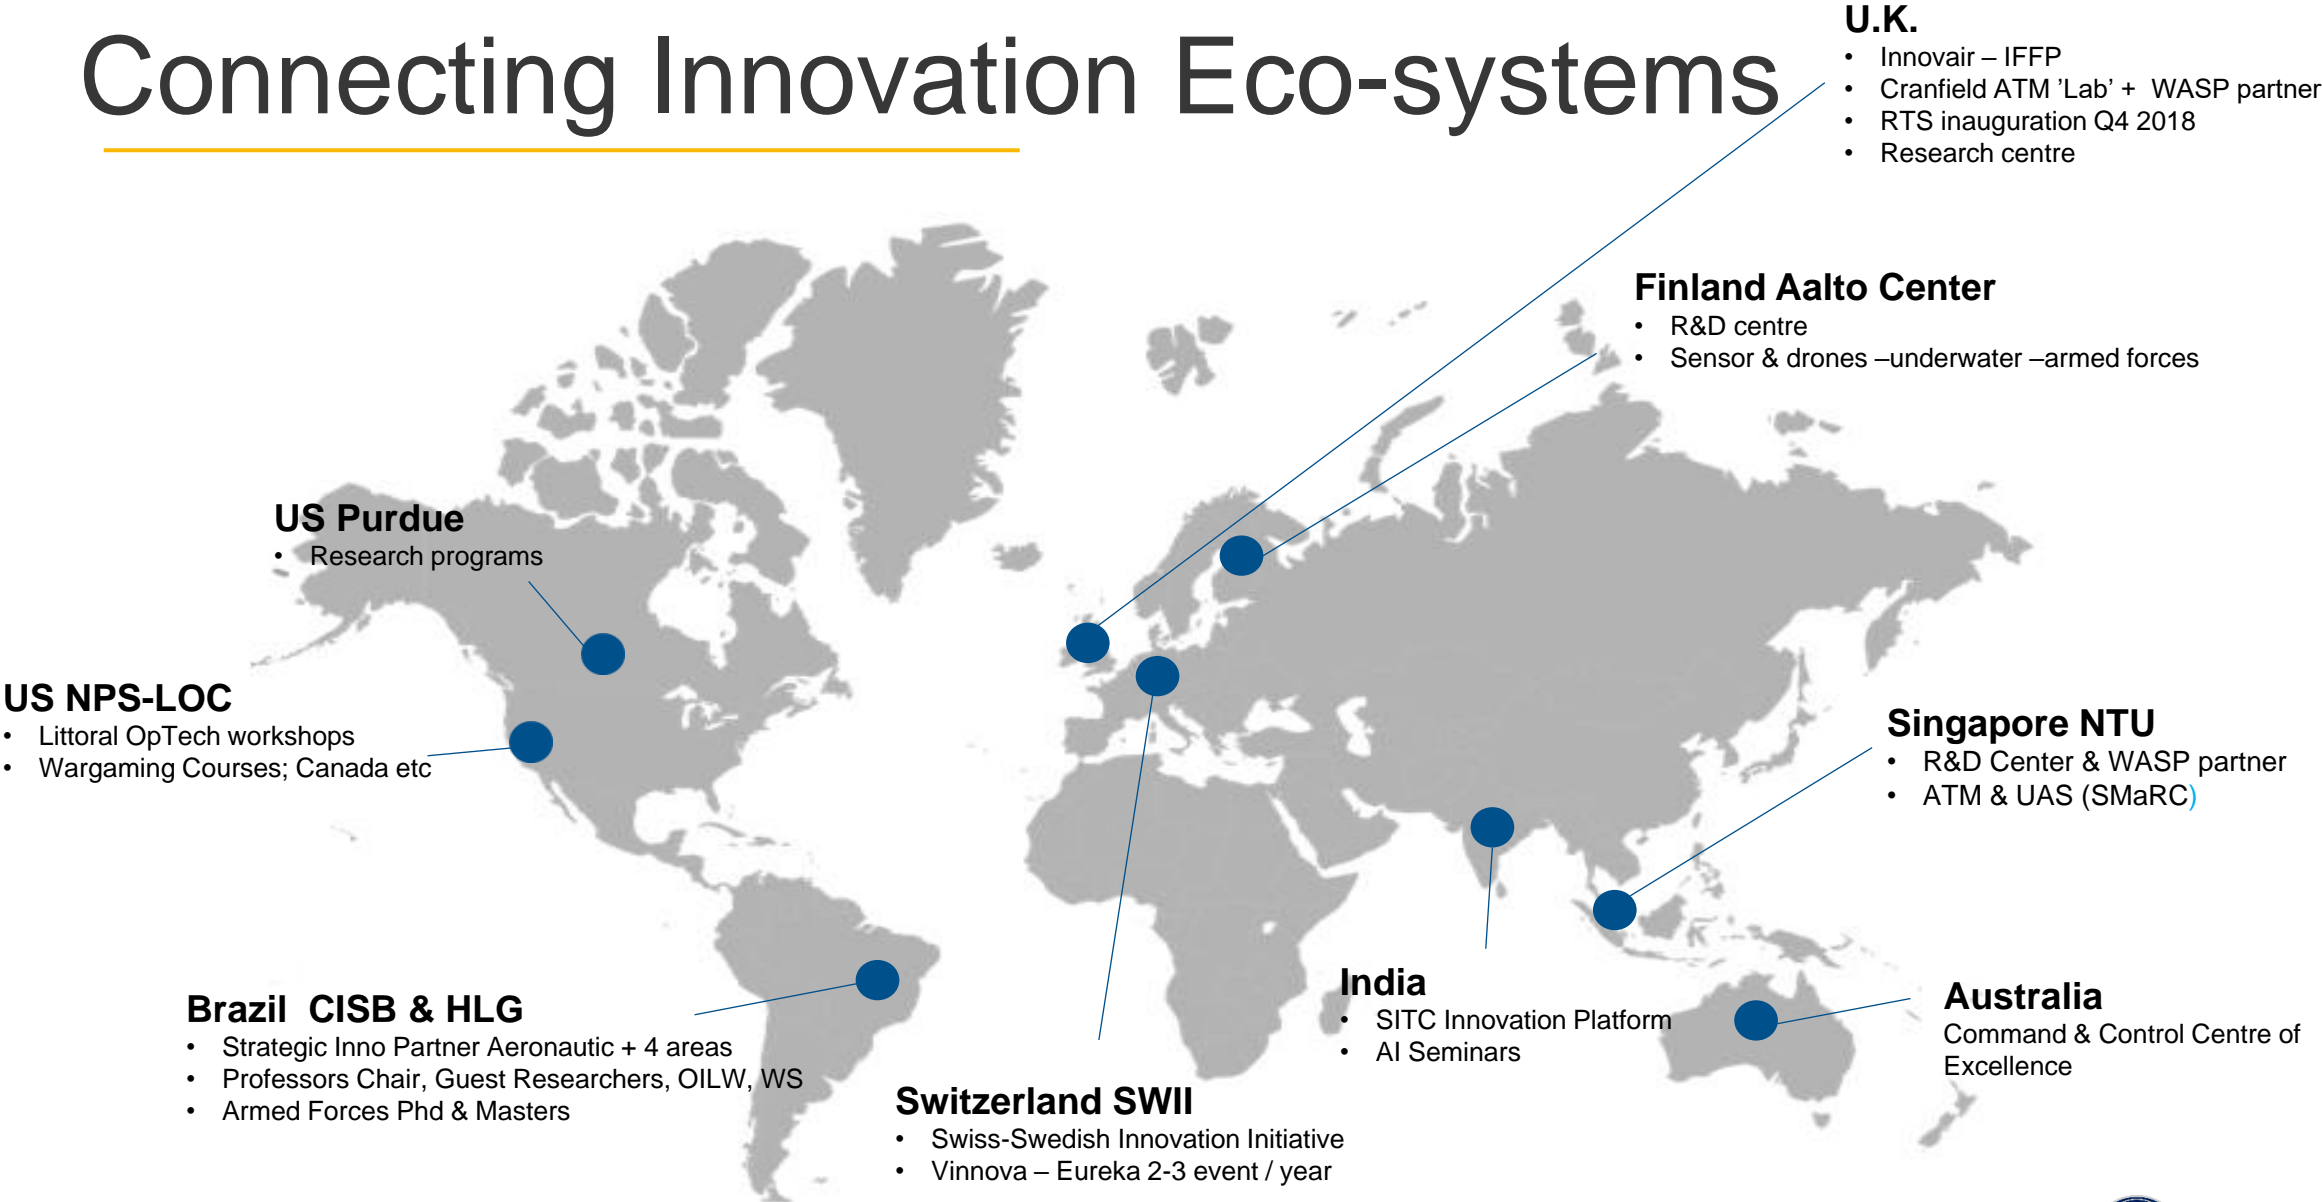 Connecting Innovation Eco-systems
U.K.
• Innovair – IFFP
• Cranfield ATM ’Lab’ + WASP partner
• RTS inauguration Q4 2018
• Research centre
Finland Aalto Center
• R&D centre
• Sensor & drones –underwater –armed forces
US Purdue
• Research programs
US NPS-LOC
• Littoral OpTech workshops
• Wargaming Courses; Canada etc
Singapore NTU
• R&D Center & WASP partner
• ATM & UAS (SMaRC)
Brazil CISB & HLG
• Strategic Inno Partner Aeronautic + 4 areas
• Professors Chair, Guest Researchers, OILW, WS
• Armed Forces Phd & Masters
India
• SITC Innovation Platform
• AI Seminars
Australia
Command & Control Centre of
Excellence
Switzerland SWII
• Swiss-Swedish Innovation Initiative
• Vinnova – Eureka 2-3 event / year